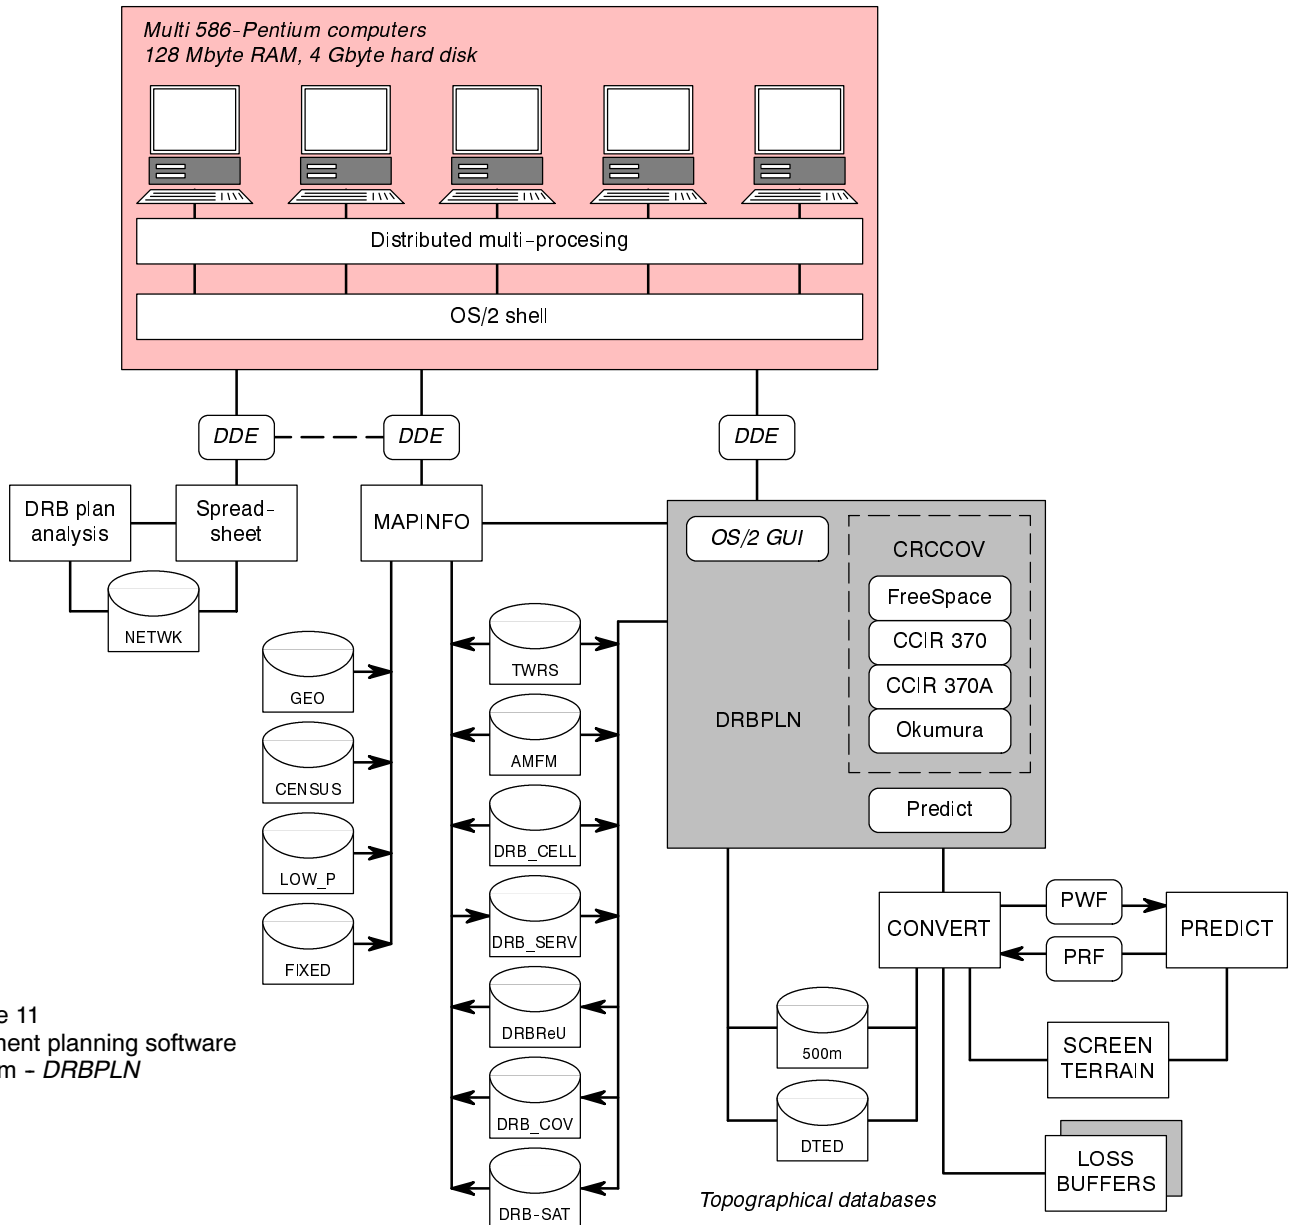 Multi 586-Pentium computers
128 Mbyte RAM, 4 Gbyte hard disk
Distributed multi-procesing
OS/2 shell
DDE
DDE
DDE
DRB plan
analysis
Spread-
sheet
MAPINFO
NETWK
GEO
CENSUS
LOW_P
FIXED
TWRS
AMFM
DRB_CELL
DRB_SERV
DRBReU
DRB_COV
DRB-SAT
OS/2 GUI
CRCCOV
FreeSpace
CCIR 370
CCIR 370A
Okumura
DRBPLN
Predict
CONVERT
PWF
PRF
PREDICT
500m
DTED
SCREEN
TERRAIN
LOSS
BUFFERS
Topographical databases
e 11
nent planning software
m - DRBPLN